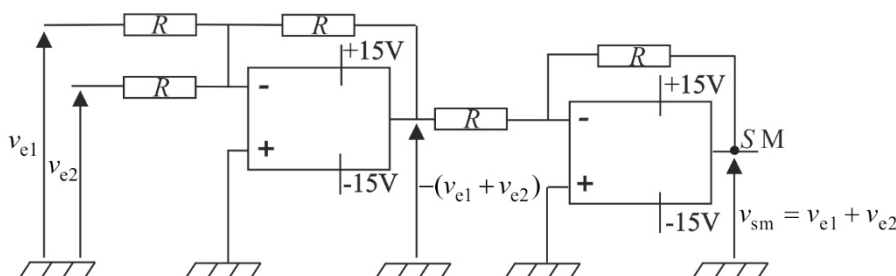 R
R
+15V
R
+15V
R
-
R
-
S M
v_e1
v_e2
+
+
-15V
-(v_e1 + v_e2)
-15V
v_sm = v_e1 + v_e2